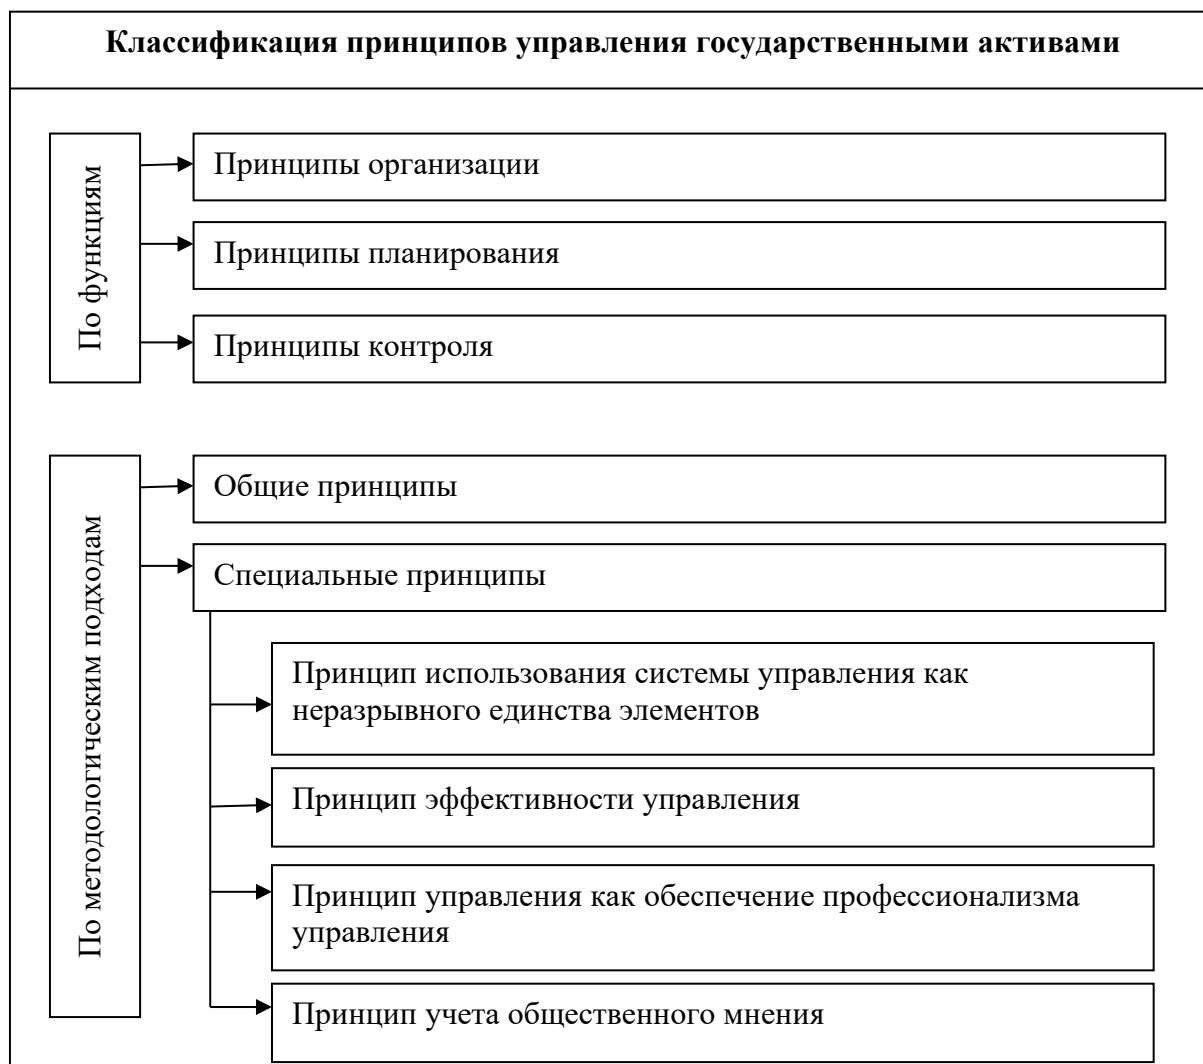 Классификация принципов управления государственными активами
По функциям
Принципы организации
Принципы планирования
Принципы контроля
По методологическим подходам
Общие принципы
Специальные принципы
Принцип использования системы управления как
неразрывного единства элементов
Принцип эффективности управления
Принцип управления как обеспечение профессионализма
управления
Принцип учета общественного мнения